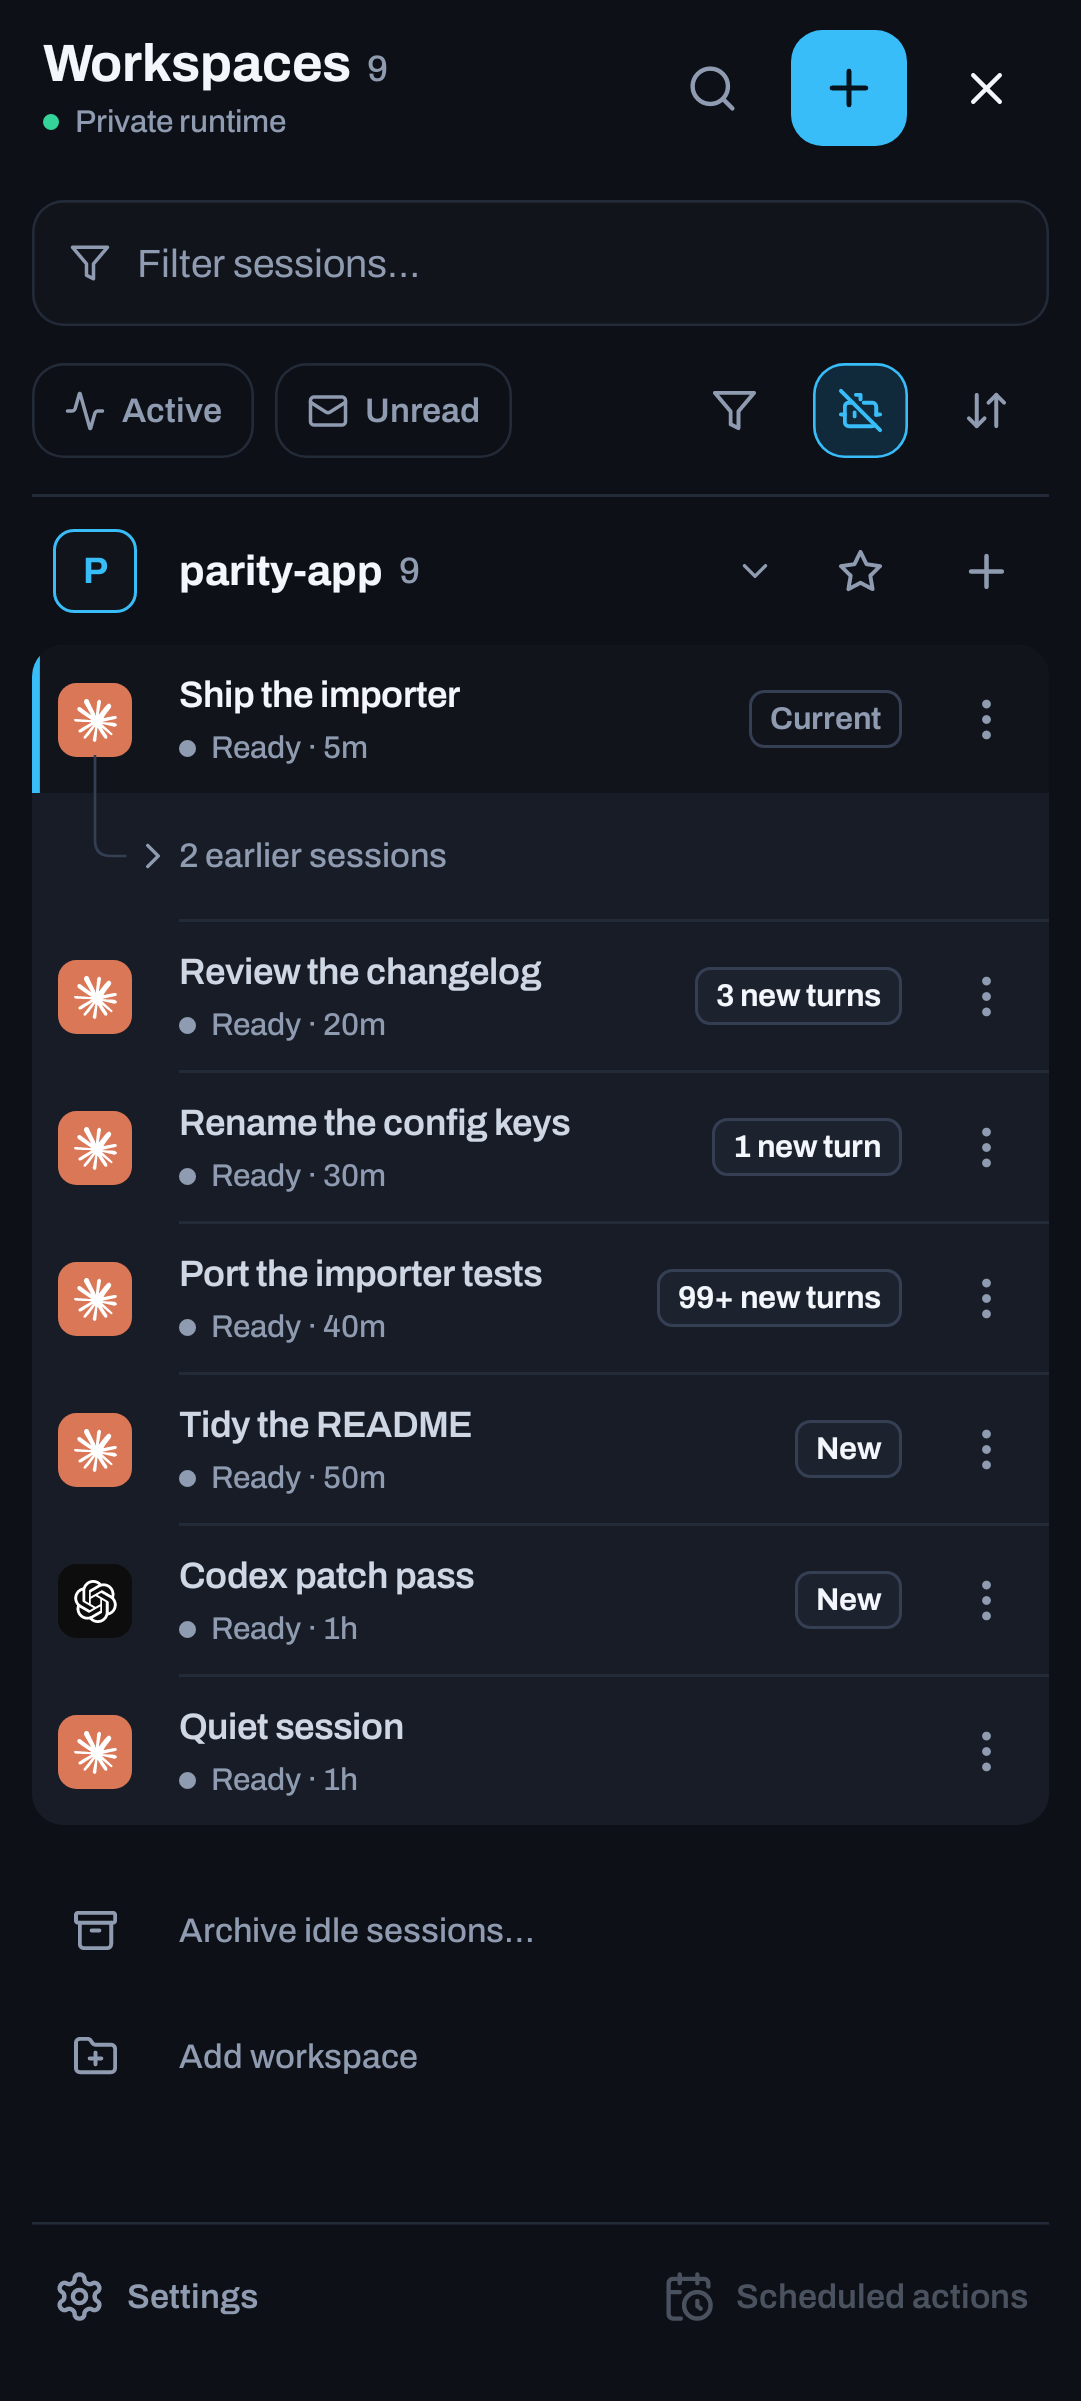 Workspaces 9
Private runtime
Filter sessions...
Active
Unread
P
parity-app 9
Ship the importer
Ready · 5m
Current
2 earlier sessions
Review the changelog
Ready · 20m
3 new turns
Rename the config keys
Ready · 30m
1 new turn
Port the importer tests
Ready · 40m
99+ new turns
Tidy the README
Ready · 50m
New
Codex patch pass
Ready · 1h
New
Quiet session
Ready · 1h
Archive idle sessions...
Add workspace
Settings
Scheduled actions